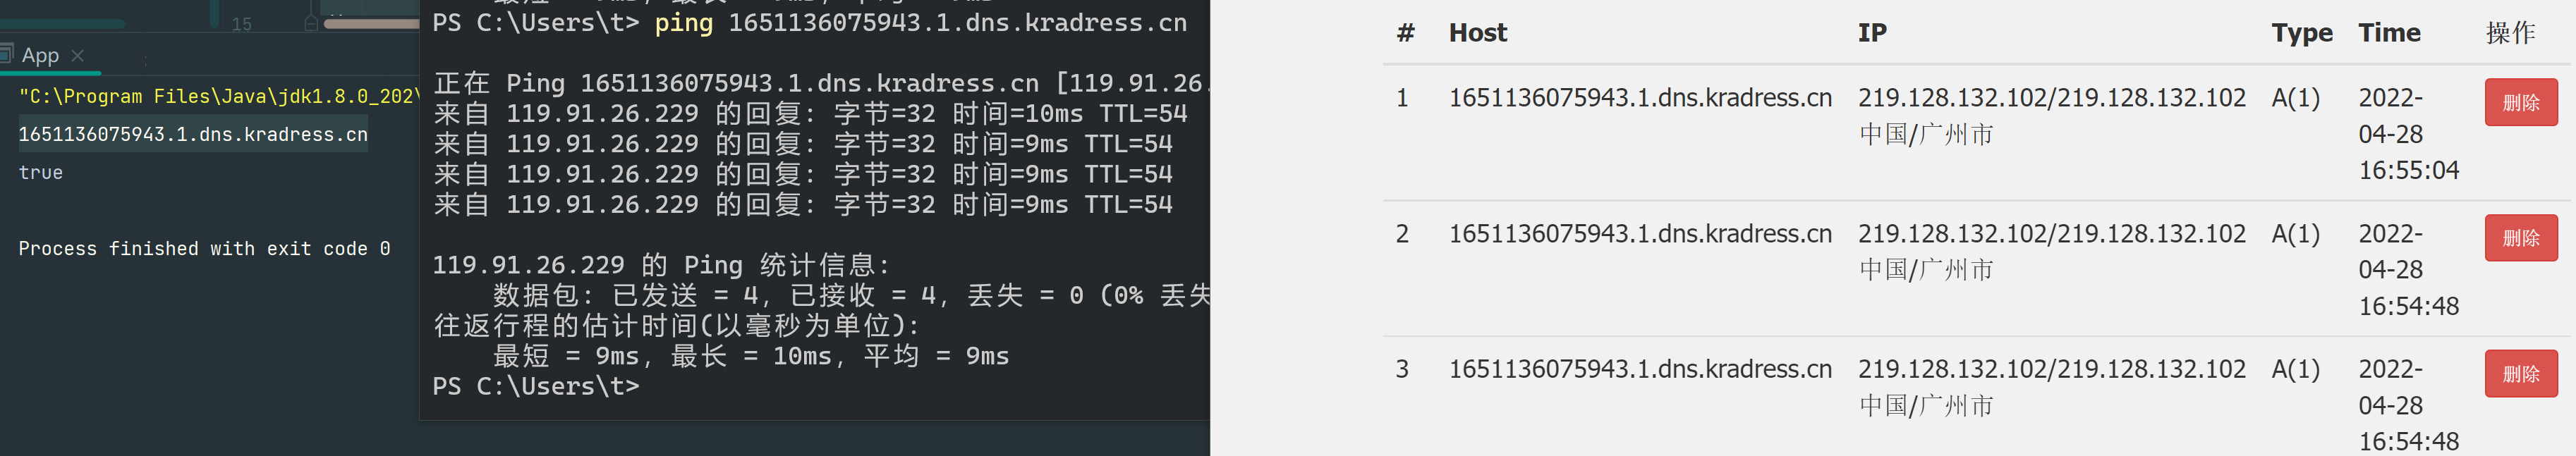 15
App ×
"C:\Program Files\Java\jdk1.8.0_202\
1651136075943.1.dns.kradress.cn
true
Process finished with exit code 0
PS C:\Users\t> ping 1651136075943.1.dns.kradress.cn
正在 Ping 1651136075943.1.dns.kradress.cn [119.91.26.
来自 119.91.26.229 的回复: 字节=32 时间=10ms TTL=54
来自 119.91.26.229 的回复: 字节=32 时间=9ms TTL=54
来自 119.91.26.229 的回复: 字节=32 时间=9ms TTL=54
来自 119.91.26.229 的回复: 字节=32 时间=9ms TTL=54
119.91.26.229 的 Ping 统计信息:
数据包: 已发送 = 4, 已接收 = 4, 丢失 = 0 (0% 丢失
往返行程的估计时间(以毫秒为单位):
最短 = 9ms, 最长 = 10ms, 平均 = 9ms
PS C:\Users\t>
# Host IP Type Time 操作
1 1651136075943.1.dns.kradress.cn 219.128.132.102/219.128.132.102 A(1) 2022- 删除
中国/广州市 04-28
16:55:04
2 1651136075943.1.dns.kradress.cn 219.128.132.102/219.128.132.102 A(1) 2022- 删除
中国/广州市 04-28
16:54:48
3 1651136075943.1.dns.kradress.cn 219.128.132.102/219.128.132.102 A(1) 2022- 删除
中国/广州市 04-28
16:54:48